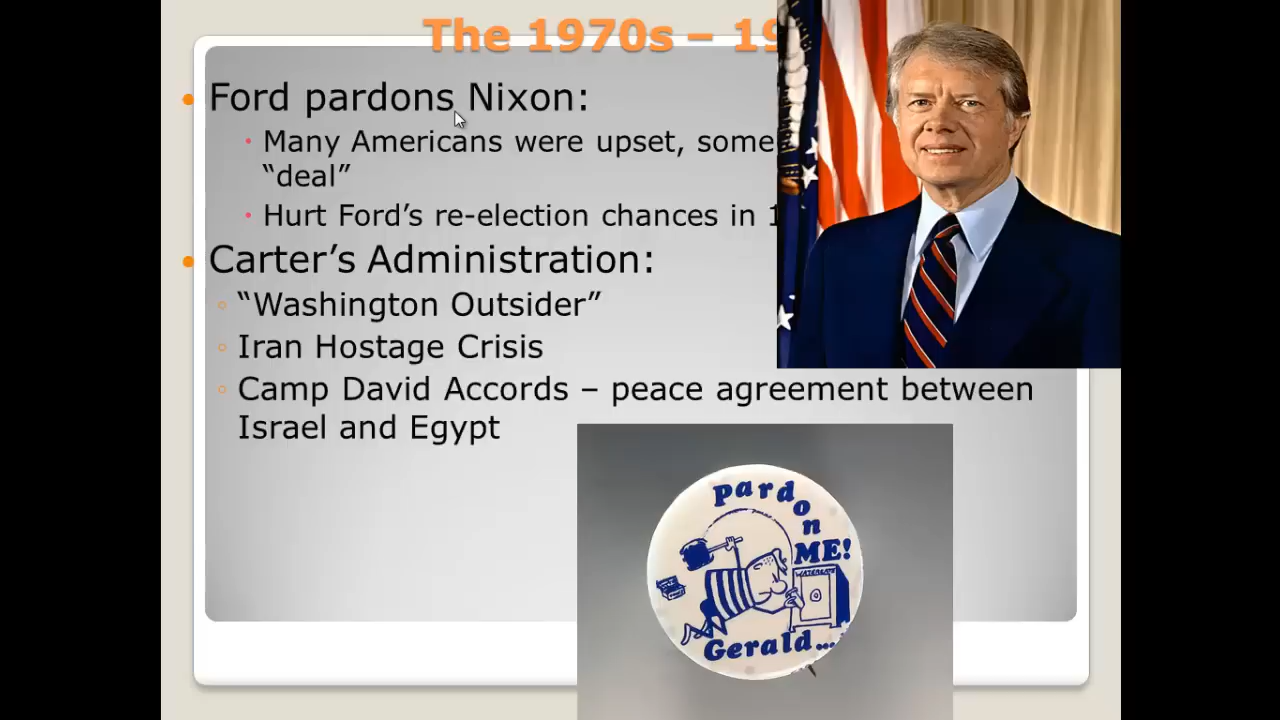 The 1970s – 19
Ford pardons Nixon:
Many Americans were upset, some
“deal”
Hurt Ford’s re-election chances in 1
Carter’s Administration:
“Washington Outsider”
Iran Hostage Crisis
Camp David Accords – peace agreement between
Israel and Egypt
Pardon
ME!
WATERGATE
Gerald...